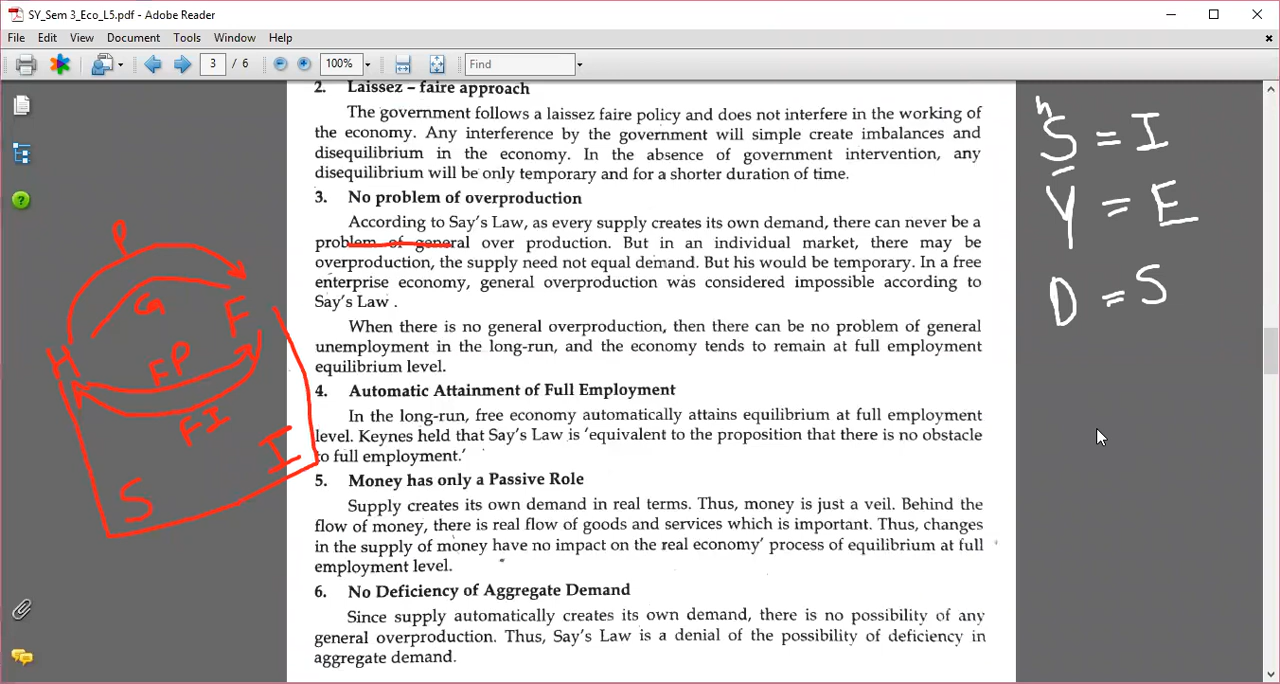 SY_Sem 3_Eco_L5.pdf - Adobe Reader
File Edit View Document Tools Window Help
3 / 6 100% Find
2. Laissez – faire approach
The government follows a laissez faire policy and does not interfere in the working of
the economy. Any interference by the government will simple create imbalances and
disequilibrium in the economy. In the absence of government intervention, any
disequilibrium will be only temporary and for a shorter duration of time.
3. No problem of overproduction
According to Say's Law, as every supply creates its own demand, there can never be a
problem of general over production. But in an individual market, there may be
overproduction, the supply need not equal demand. But his would be temporary. In a free
enterprise economy, general overproduction was considered impossible according to
Say's Law .
When there is no general overproduction, then there can be no problem of general
unemployment in the long-run, and the economy tends to remain at full employment
equilibrium level.
4. Automatic Attainment of Full Employment
In the long-run, free economy automatically attains equilibrium at full employment
level. Keynes held that Say's Law is 'equivalent to the proposition that there is no obstacle
to full employment.'
5. Money has only a Passive Role
Supply creates its own demand in real terms. Thus, money is just a veil. Behind the
flow of money, there is real flow of goods and services which is important. Thus, changes
in the supply of money have no impact on the real economy' process of equilibrium at full
employment level.
6. No Deficiency of Aggregate Demand
Since supply automatically creates its own demand, there is no possibility of any
general overproduction. Thus, Say's Law is a denial of the possibility of deficiency in
aggregate demand.
P
G
F
H
FP
FI
I
S
h
S = I
Y = E
D = S